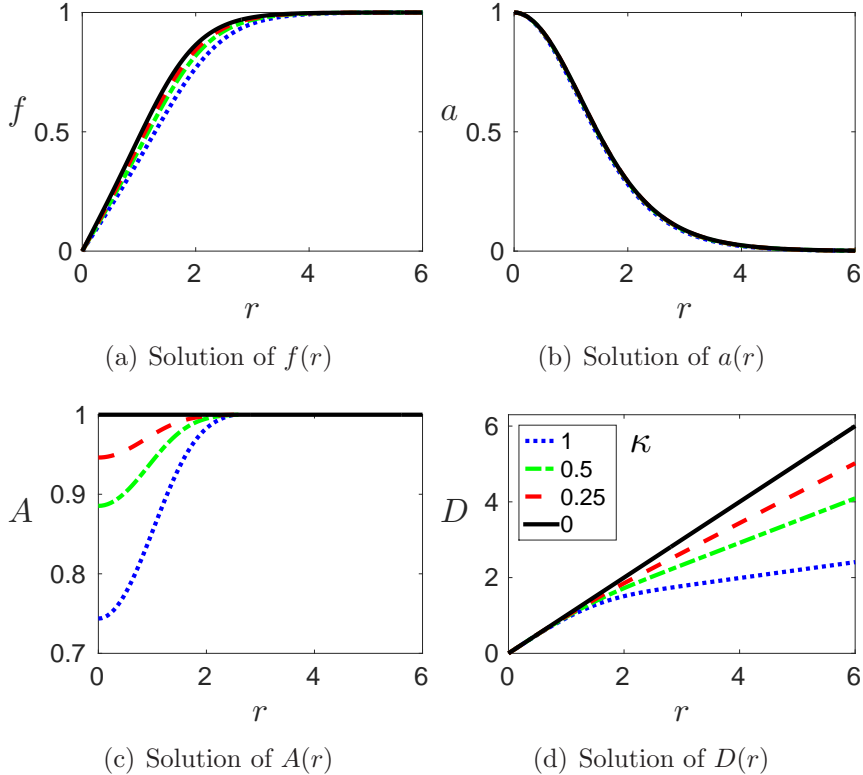 1
0.5
0
f
0 2 4 6
r
(a) Solution of f(r)
1
0.5
0
a
0 2 4 6
r
(b) Solution of a(r)
1
0.9
0.8
0.7
A
0 2 4 6
r
(c) Solution of A(r)
6
4
2
0
D
1
0.5
0.25
0
κ
0 2 4 6
r
(d) Solution of D(r)